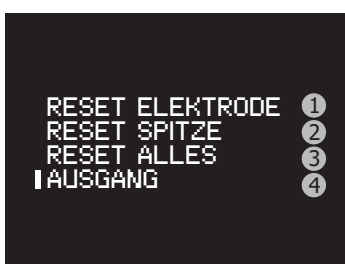 RESET ELEKTRODE 1
RESET SPITZE 2
RESET ALLES 3
AUSGANG 4